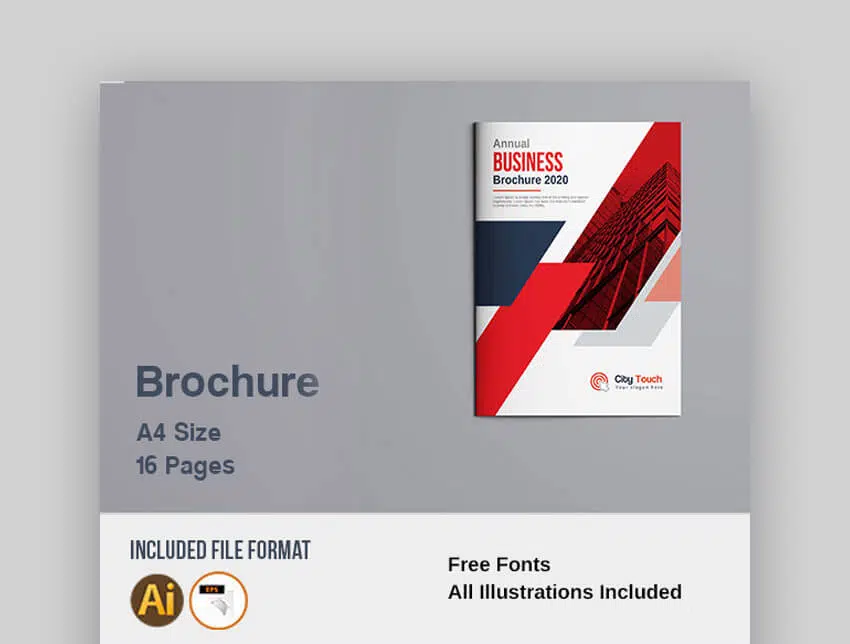 Annual
BUSINESS
Brochure 2020
City Touch
Your slogan here
Brochure
A4 Size
16 Pages
INCLUDED FILE FORMAT
Ai
EPS
Free Fonts
All Illustrations Included